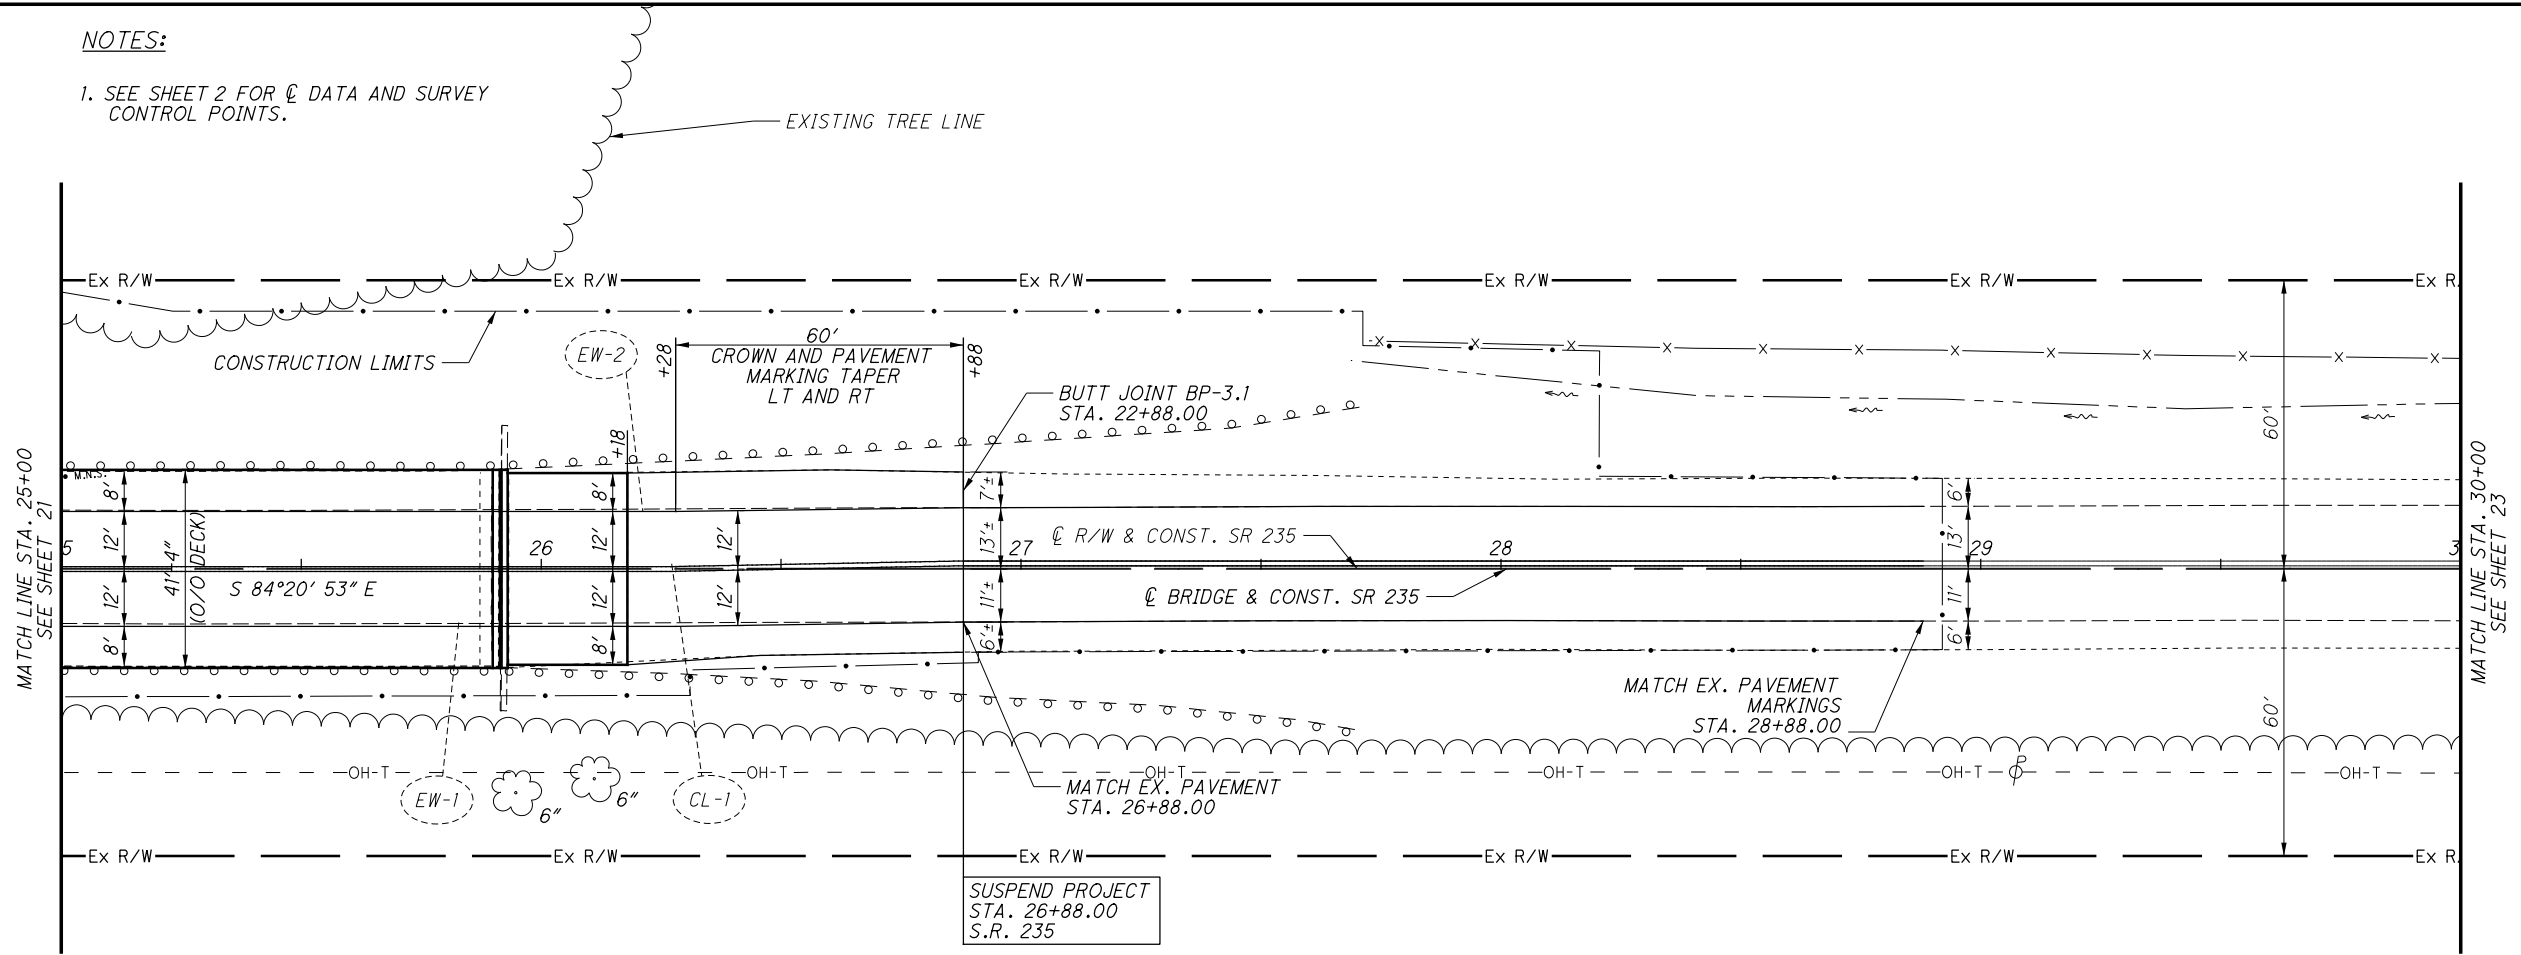 NOTES:
1. SEE SHEET 2 FOR ℄ DATA AND SURVEY
CONTROL POINTS.
EXISTING TREE LINE
MATCH LINE STA. 25+00
SEE SHEET 21
Ex R/W
Ex R/W
Ex R/W
Ex R/W
Ex R/W
Ex R.
CONSTRUCTION LIMITS
EW-2
+28
60'
CROWN AND PAVEMENT
MARKING TAPER
LT AND RT
+88
BUTT JOINT BP-3.1
STA. 22+88.00
X X X X X X X X X X X X
+18
M.N.S.
8'
12'
12'
8'
41'-4"
(O/O DECK)
8'
12'
12'
8'
12'
12'
7'±
13'±
11'±
6'±
6'
13'
11'
6'
60'
60'
5
26
27
28
29
3
℄ R/W & CONST. SR 235
S 84°20' 53" E
℄ BRIDGE & CONST. SR 235
MATCH EX. PAVEMENT
MARKINGS
STA. 28+88.00
OH-T
OH-T
OH-T
OH-T
OH-T
P
OH-T
EW-1
6"
6"
CL-1
MATCH EX. PAVEMENT
STA. 26+88.00
Ex R/W
Ex R/W
Ex R/W
Ex R/W
Ex R/W
Ex R.
SUSPEND PROJECT
STA. 26+88.00
S.R. 235
MATCH LINE STA. 30+00
SEE SHEET 23